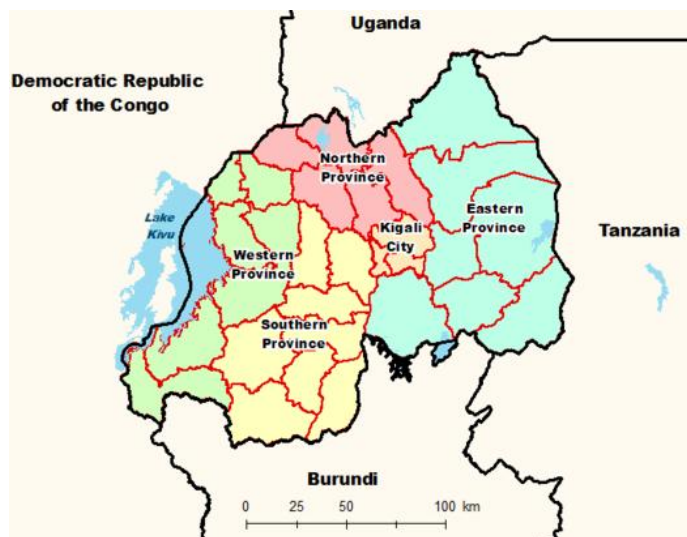 Uganda
Democratic Republic
of the Congo
Northern
Province
Lake
Kivu
Eastern
Province
Kigali
City
Tanzania
Western
Province
Southern
Province
Burundi
0 25 50 100 km